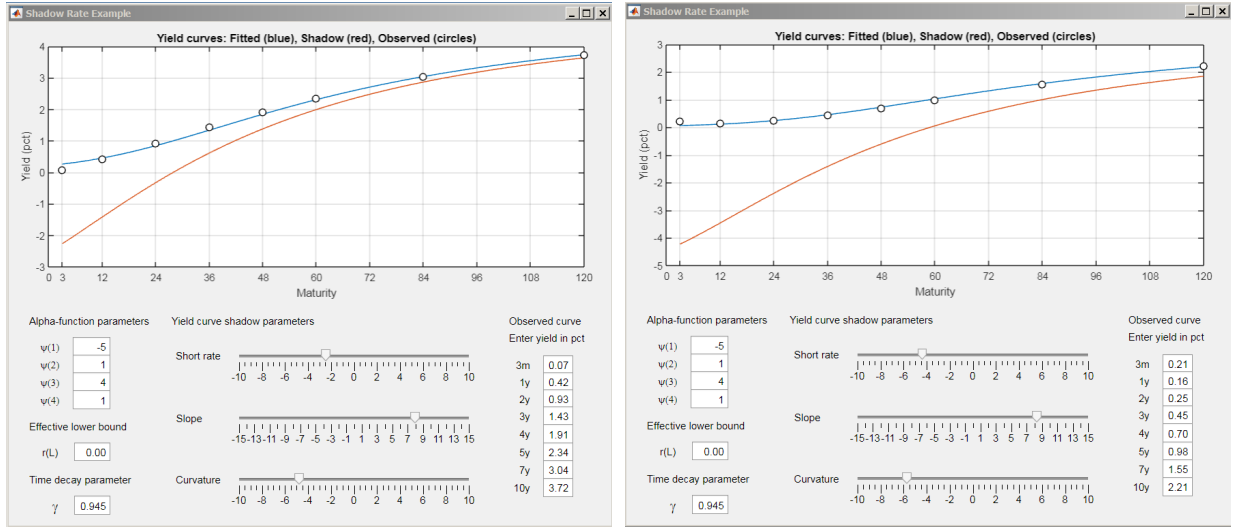 Shadow Rate Example
Yield curves: Fitted (blue), Shadow (red), Observed (circles)
Yield (pct)
4
3
2
1
0
-1
-2
-3
0 3 12 24 36 48 60 72 84 96 108 120
Maturity
Alpha-function parameters
ψ(1) -5
ψ(2) 1
ψ(3) 4
ψ(4) 1
Effective lower bound
r(L) 0.00
Time decay parameter
γ 0.945
Yield curve shadow parameters
Short rate
-10 -8 -6 -4 -2 0 2 4 6 8 10
Slope
-15 -13 -11 -9 -7 -5 -3 -1 1 3 5 7 9 11 13 15
Curvature
-10 -8 -6 -4 -2 0 2 4 6 8 10
Observed curve
Enter yield in pct
3m 0.07
1y 0.42
2y 0.93
3y 1.43
4y 1.91
5y 2.34
7y 3.04
10y 3.72
Shadow Rate Example
Yield curves: Fitted (blue), Shadow (red), Observed (circles)
Yield (pct)
3
2
1
0
-1
-2
-3
-4
-5
0 3 12 24 36 48 60 72 84 96 108 120
Maturity
Alpha-function parameters
ψ(1) -5
ψ(2) 1
ψ(3) 4
ψ(4) 1
Effective lower bound
r(L) 0.00
Time decay parameter
γ 0.945
Yield curve shadow parameters
Short rate
-10 -8 -6 -4 -2 0 2 4 6 8 10
Slope
-15 -13 -11 -9 -7 -5 -3 -1 1 3 5 7 9 11 13 15
Curvature
-10 -8 -6 -4 -2 0 2 4 6 8 10
Observed curve
Enter yield in pct
3m 0.21
1y 0.16
2y 0.25
3y 0.45
4y 0.70
5y 0.98
7y 1.55
10y 2.21